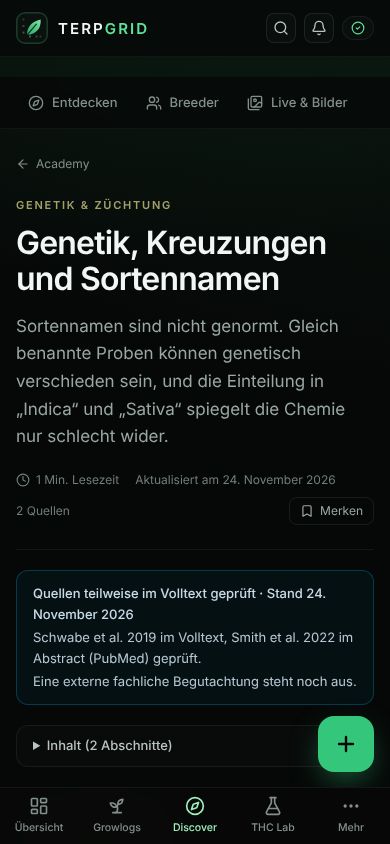 TERPGRID
Entdecken
Breeder
Live & Bilder
Academy
GENETIK & ZÜCHTUNG
Genetik, Kreuzungen
und Sortennamen
Sortennamen sind nicht genormt. Gleich
benannte Proben können genetisch
verschieden sein, und die Einteilung in
„Indica“ und „Sativa“ spiegelt die Chemie
nur schlecht wider.
1 Min. Lesezeit
Aktualisiert am 24. November 2026
2 Quellen
Merken
Quellen teilweise im Volltext geprüft · Stand 24.
November 2026
Schwabe et al. 2019 im Volltext, Smith et al. 2022 im
Abstract (PubMed) geprüft.
Eine externe fachliche Begutachtung steht noch aus.
Inhalt (2 Abschnitte)
Übersicht
Growlogs
Discover
THC Lab
Mehr